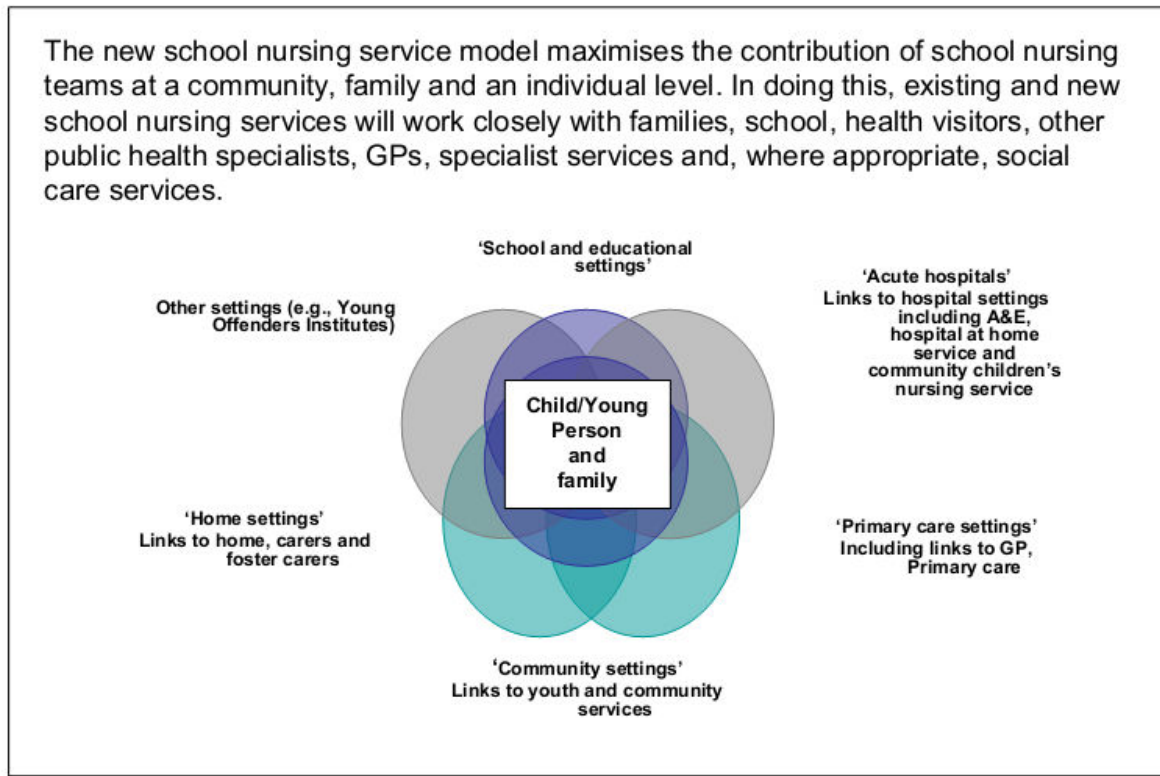 The new school nursing service model maximises the contribution of school nursing
teams at a community, family and an individual level. In doing this, existing and new
school nursing services will work closely with families, school, health visitors, other
public health specialists, GPs, specialist services and, where appropriate, social
care services.
‘School and educational
settings’
‘Acute hospitals’
Links to hospital settings
including A&E,
hospital at home
service and
community children’s
nursing service
Other settings (e.g., Young
Offenders Institutes)
Child/Young
Person
and
family
‘Home settings’
Links to home, carers and
foster carers
‘Primary care settings’
Including links to GP,
Primary care
‘Community settings’
Links to youth and community
services